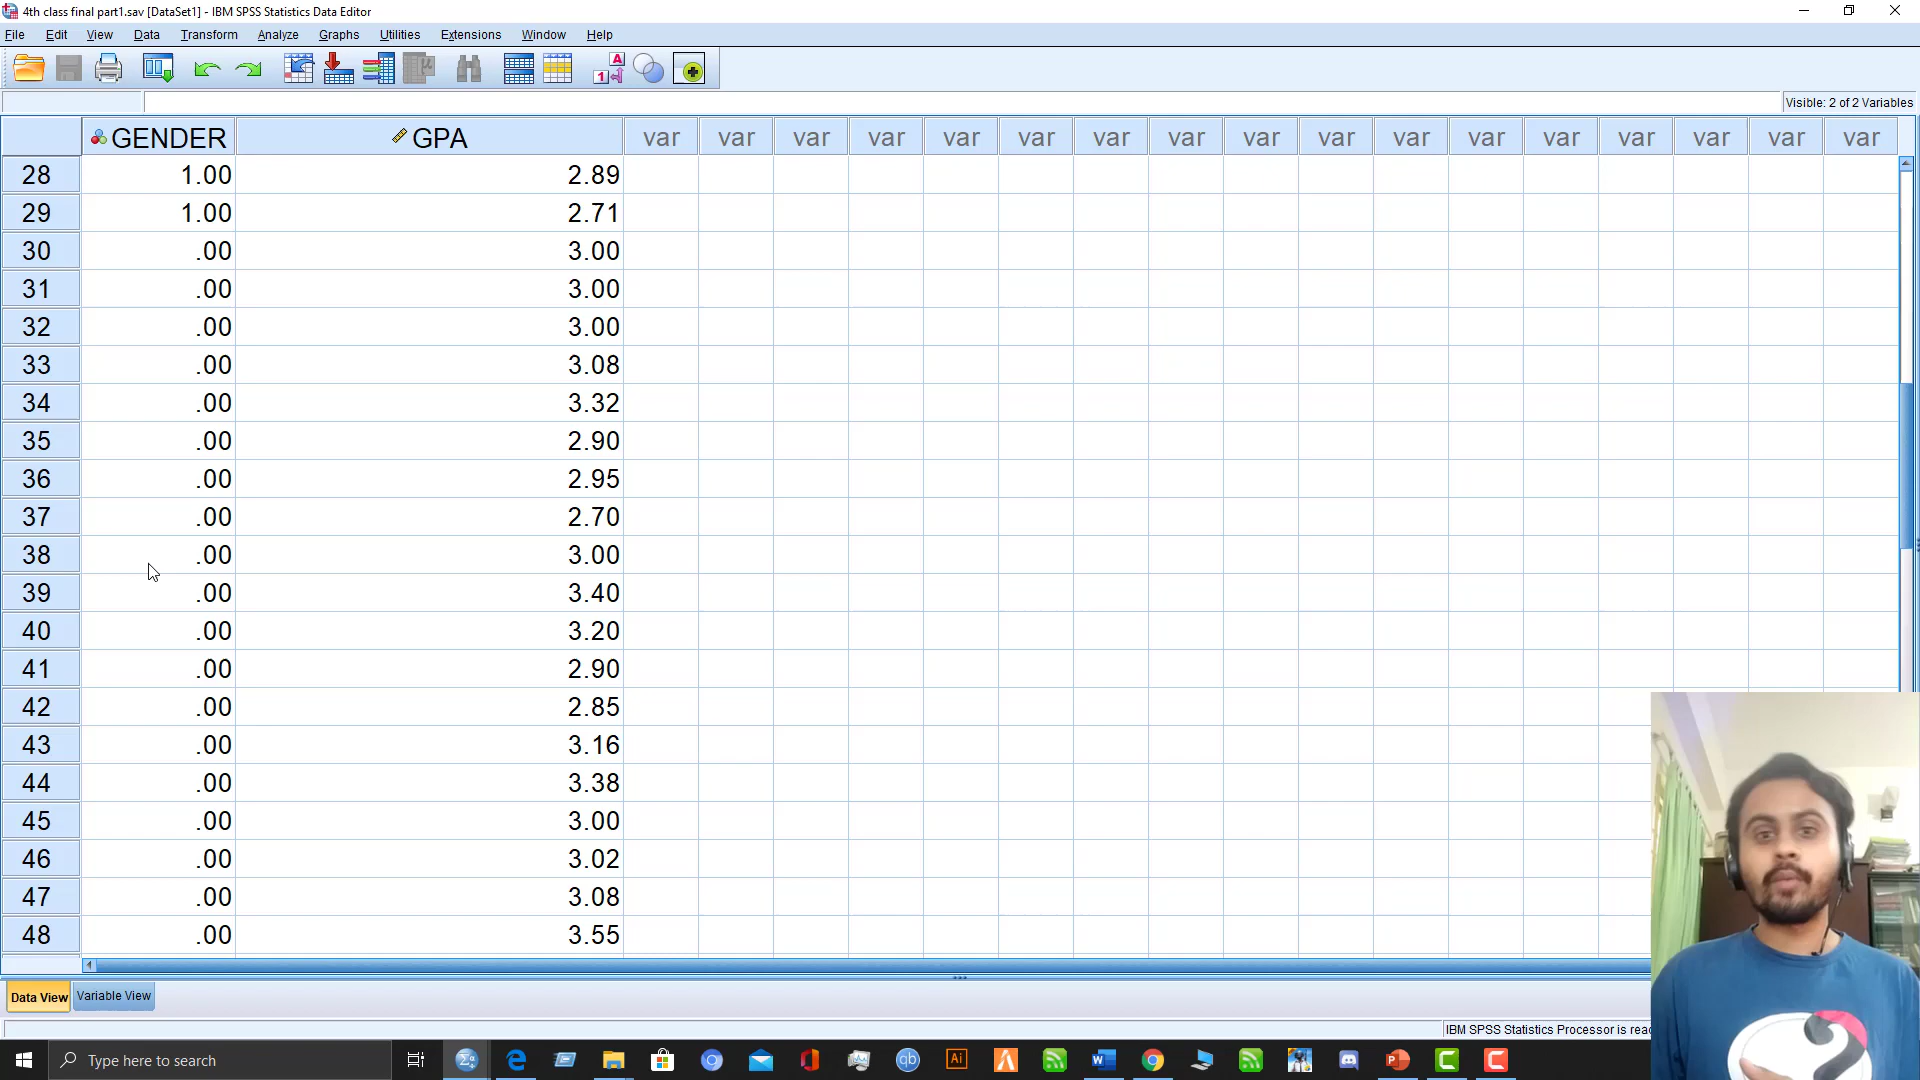 4th class final part1.sav [DataSet1] - IBM SPSS Statistics Data Editor
File Edit View Data Transform Analyze Graphs Utilities Extensions Window Help
Visible: 2 of 2 Variables
GENDER GPA var var var var var var var var var var var var var var var var var
28 1.00 2.89
29 1.00 2.71
30 .00 3.00
31 .00 3.00
32 .00 3.00
33 .00 3.08
34 .00 3.32
35 .00 2.90
36 .00 2.95
37 .00 2.70
38 .00 3.00
39 .00 3.40
40 .00 3.20
41 .00 2.90
42 .00 2.85
43 .00 3.16
44 .00 3.38
45 .00 3.00
46 .00 3.02
47 .00 3.08
48 .00 3.55
Data View Variable View
IBM SPSS Statistics Processor is
Type here to search